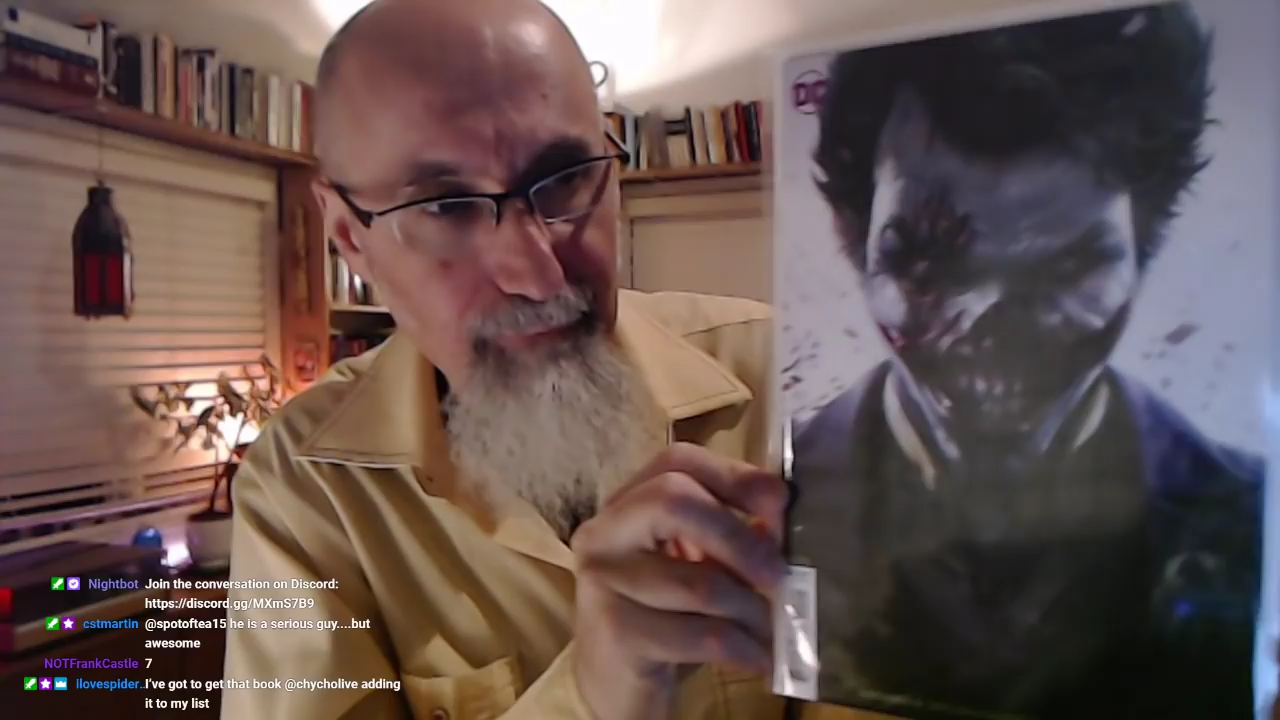 DC
Nightbot Join the conversation on Discord:
https://discord.gg/MXmS7B9
cstmartin @spotoftea15 he is a serious guy....but
awesome
NOTFrankCastle 7
Ilovespider.. I've got to get that book @chycholive adding
it to my list